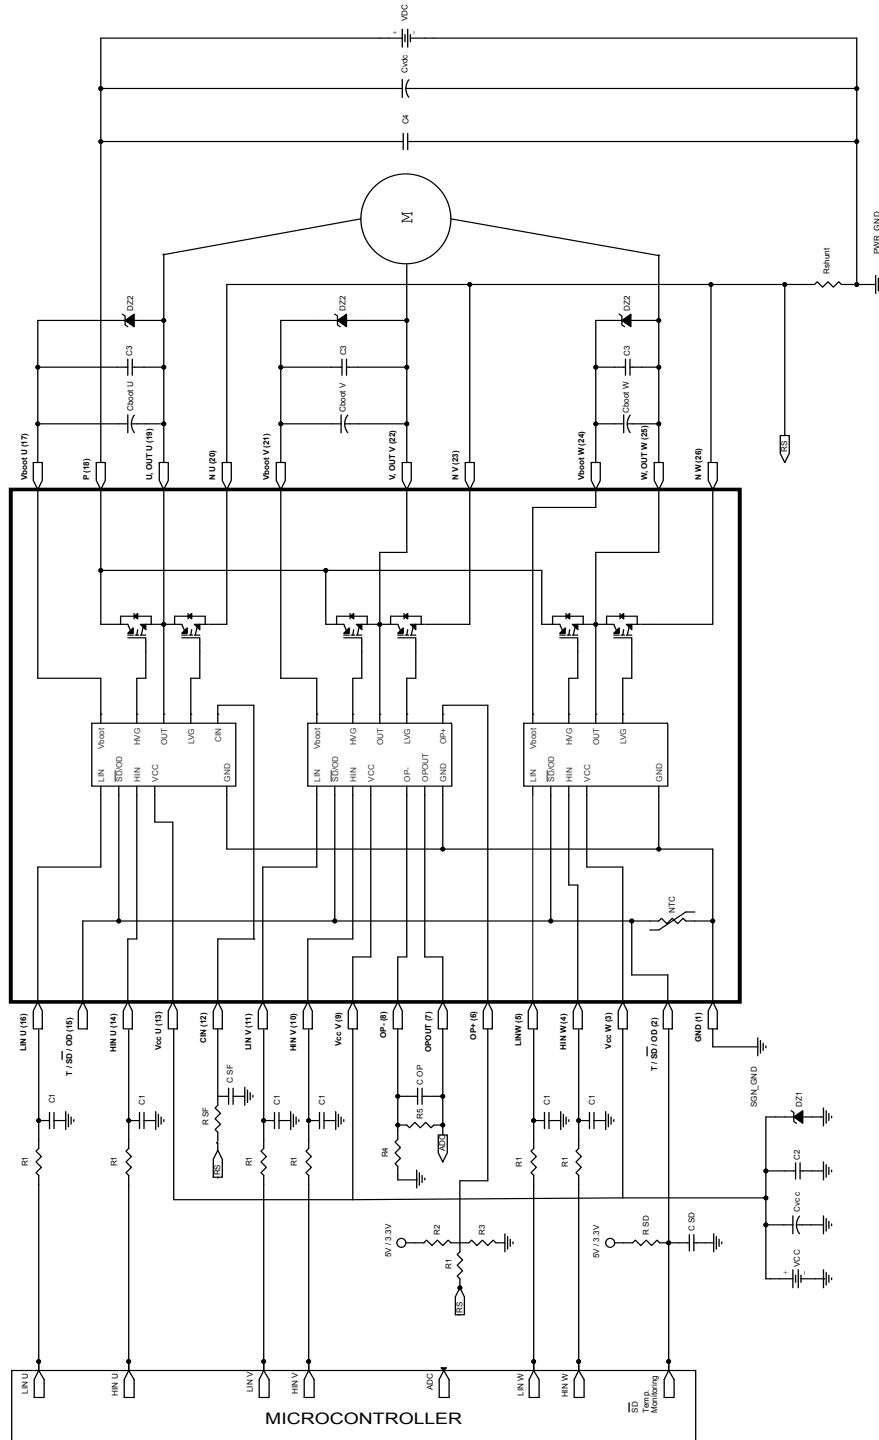 VDC
+
-
Cvdc
C4
M
Rshunt
PWR_GND
DZ2
C3
Cboot U
DZ2
C3
Cboot V
DZ2
C3
Cboot W
RS
Vboot U (17)
P (18)
U, OUT U (19)
N U (20)
Vboot V (21)
V, OUT V (22)
N V (23)
Vboot W (24)
W, OUT W (25)
N W (26)
Vboot
HVG
OUT
LVG
CIN
LIN
SD/OD
HIN
VCC
GND
Vboot
HVG
OUT
LVG
OP+
LIN
SD/OD
HIN
VCC
OP-
OPOUT
GND
Vboot
HVG
OUT
LVG
LIN
SD/OD
HIN
VCC
GND
NTC
LIN U (16)
T / SD / OD (15)
HIN U (14)
Vcc U (13)
CIN (12)
LIN V (11)
HIN V (10)
Vcc V (9)
OP- (8)
OPOUT (7)
OP+ (6)
LINW (5)
HIN W (4)
Vcc W (3)
T / SD / OD (2)
GND (1)
SGN_GND
C1
R1
C1
R1
C SF
R SF
RS
C1
R1
C1
R1
C OP
R5
R4
ADC
R2
R3
5V / 3.3V
R1
RS
C1
R1
C1
R1
R SD
C SD
5V / 3.3V
DZ1
C2
Cvcc
VCC
+
-
LIN U
HIN U
LIN V
HIN V
ADC
LIN W
HIN W
SD
Temp.
Monitoring
MICROCONTROLLER